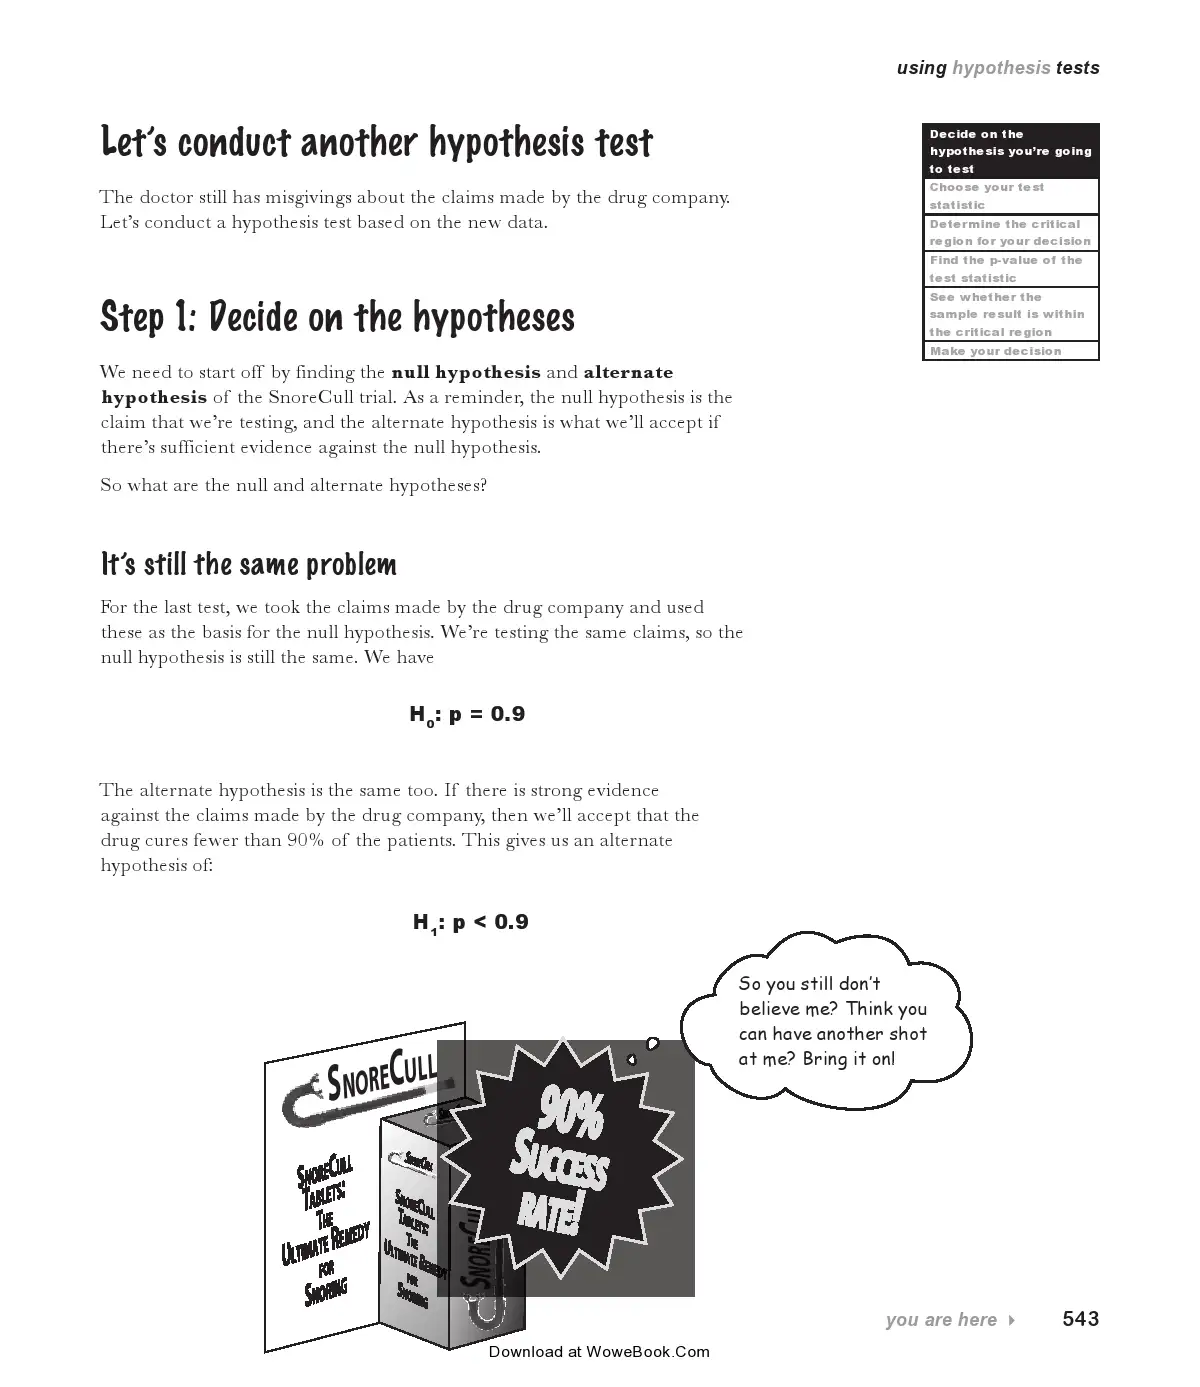 using hypothesis tests
Let's conduct another hypothesis test
The doctor still has misgivings about the claims made by the drug company.
Let's conduct a hypothesis test based on the new data.
Decide on the
hypothesis you're going
to test
Choose your test
statistic
Determine the critical
region for your decision
Find the p-value of the
test statistic
See whether the
sample result is within
the critical region
Make your decision
Step 1: Decide on the hypotheses
We need to start off by finding the null hypothesis and alternate
hypothesis of the SnoreCull trial. As a reminder, the null hypothesis is the
claim that we're testing, and the alternate hypothesis is what we'll accept if
there's sufficient evidence against the null hypothesis.
So what are the null and alternate hypotheses?
It's still the same problem
For the last test, we took the claims made by the drug company and used
these as the basis for the null hypothesis. We're testing the same claims, so the
null hypothesis is still the same. We have
H0: p = 0.9
The alternate hypothesis is the same too. If there is strong evidence
against the claims made by the drug company, then we'll accept that the
drug cures fewer than 90% of the patients. This gives us an alternate
hypothesis of:
H1: p < 0.9
So you still don't
believe me? Think you
can have another shot
at me? Bring it on!
SNORECULL
SNORECULL
TABLETS:
THE
ULTIMATE REMEDY
FOR
SNORING
SNORECULL
SNORECULL
TABLETS:
THE
ULTIMATE REMEDY
FOR
SNORING
90%
SUCCESS
RATE!
you are here
543
Download at WoweBook.Com